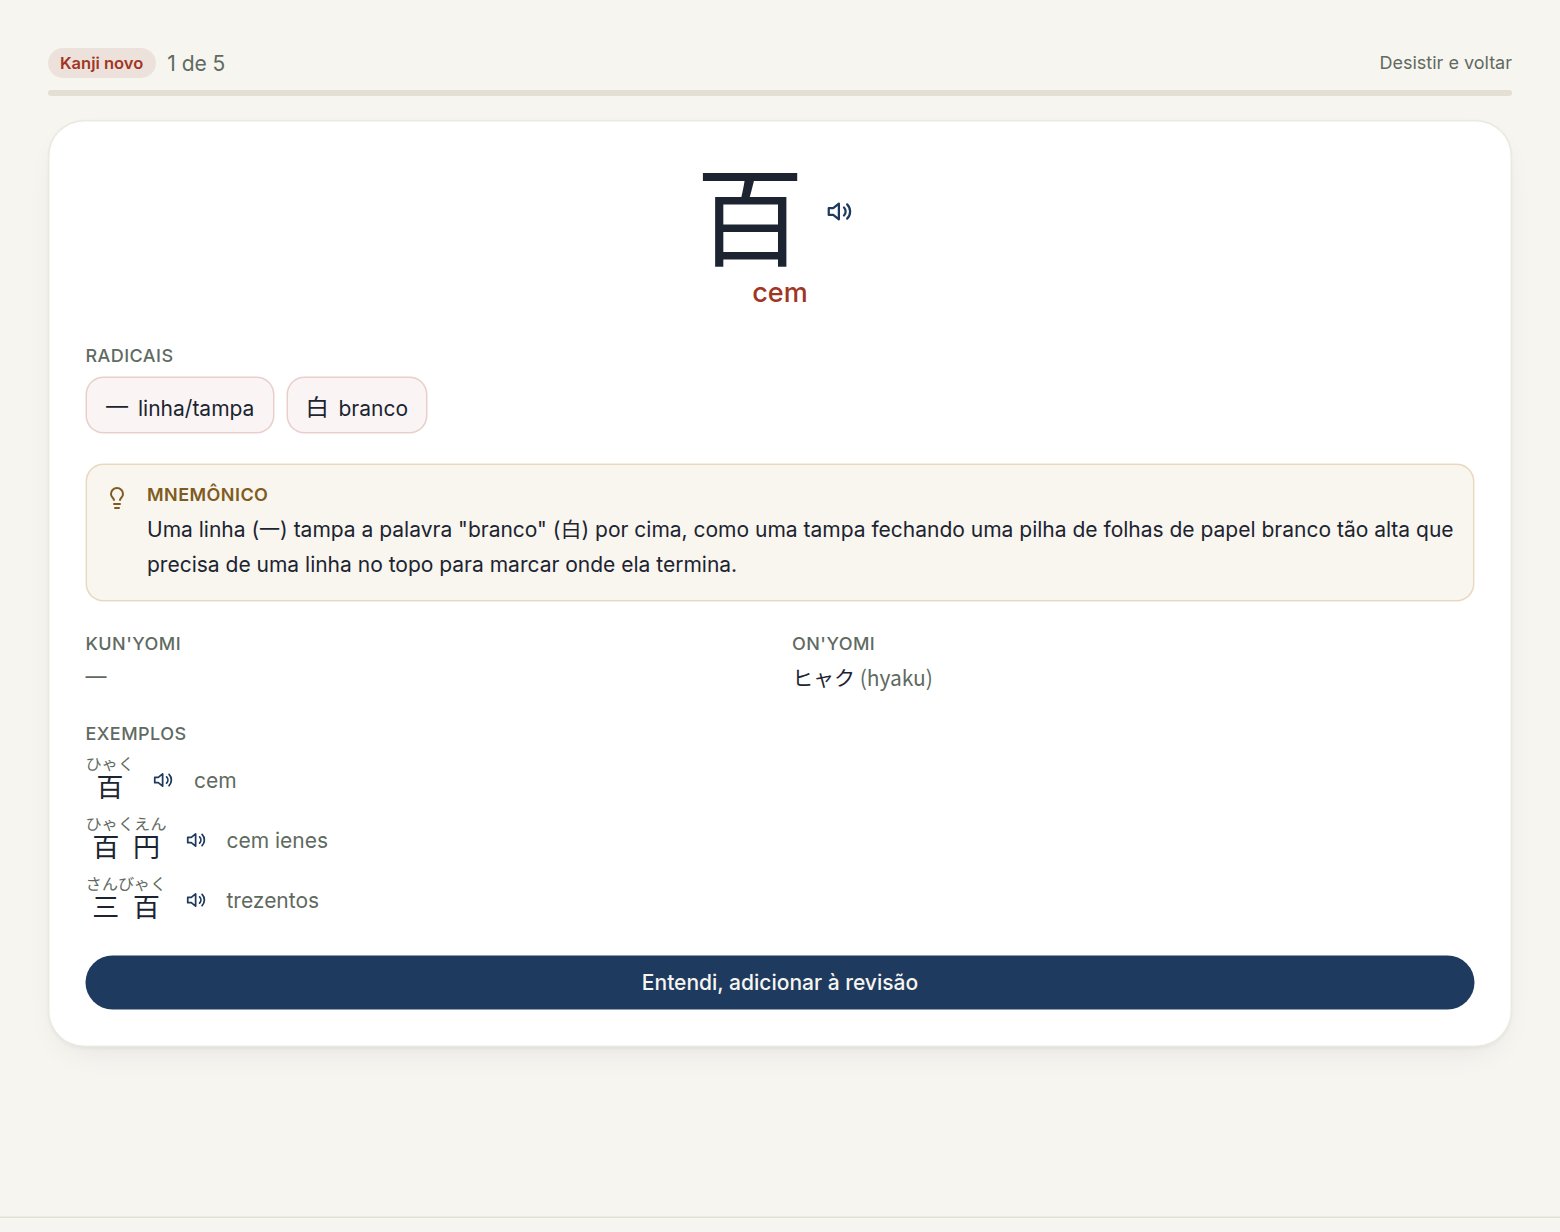 Kanji novo 1 de 5 Desistir e voltar
百
cem
RADICAIS
一 linha/tampa 白 branco
MNEMÔNICO
Uma linha (一) tampa a palavra "branco" (白) por cima, como uma tampa fechando uma pilha de folhas de papel branco tão alta que
precisa de uma linha no topo para marcar onde ela termina.
KUN'YOMI
—
ON'YOMI
ヒャク (hyaku)
EXEMPLOS
ひゃく
百 cem
ひゃくえん
百円 cem ienes
さんびゃく
三百 trezentos
Entendi, adicionar à revisão